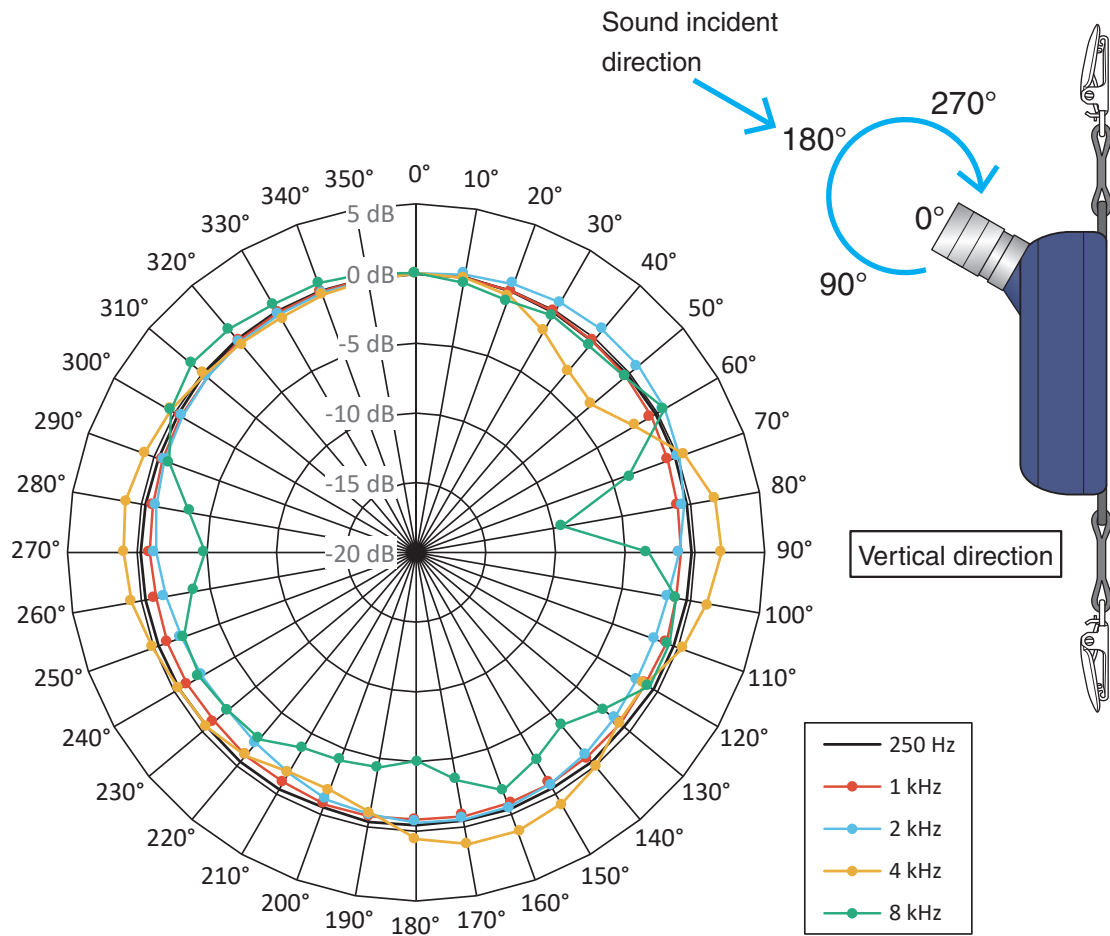 Sound incident
direction
270°
180°
0°
90°
Vertical direction
0°
10°
20°
30°
40°
50°
60°
70°
80°
90°
100°
110°
120°
130°
140°
150°
160°
170°
180°
190°
200°
210°
220°
230°
240°
250°
260°
270°
280°
290°
300°
310°
320°
330°
340°
350°
5 dB
0 dB
-5 dB
-10 dB
-15 dB
-20 dB
250 Hz
1 kHz
2 kHz
4 kHz
8 kHz